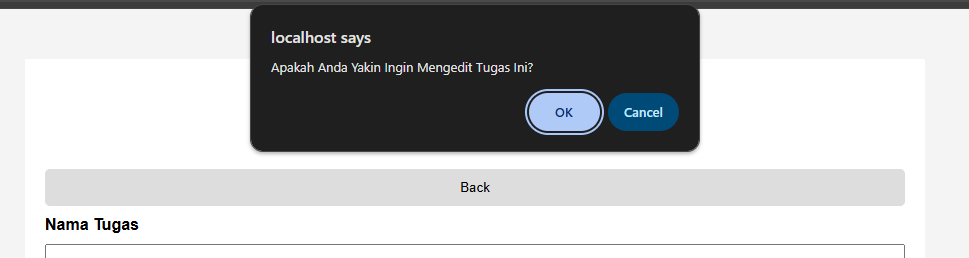 localhost says
Apakah Anda Yakin Ingin Mengedit Tugas Ini?
OK
Cancel
Back
Nama Tugas